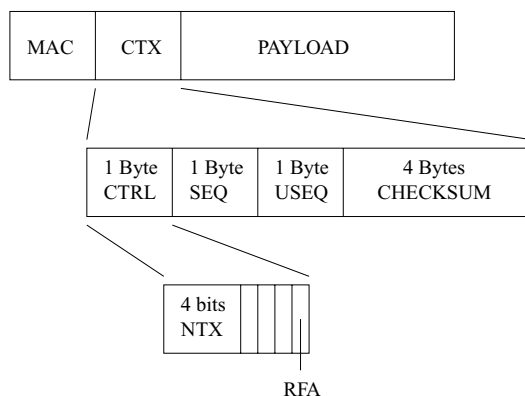 MAC CTX PAYLOAD
1 Byte 1 Byte 1 Byte 4 Bytes
CTRL SEQ USEQ CHECKSUM
4 bits
NTX
RFA